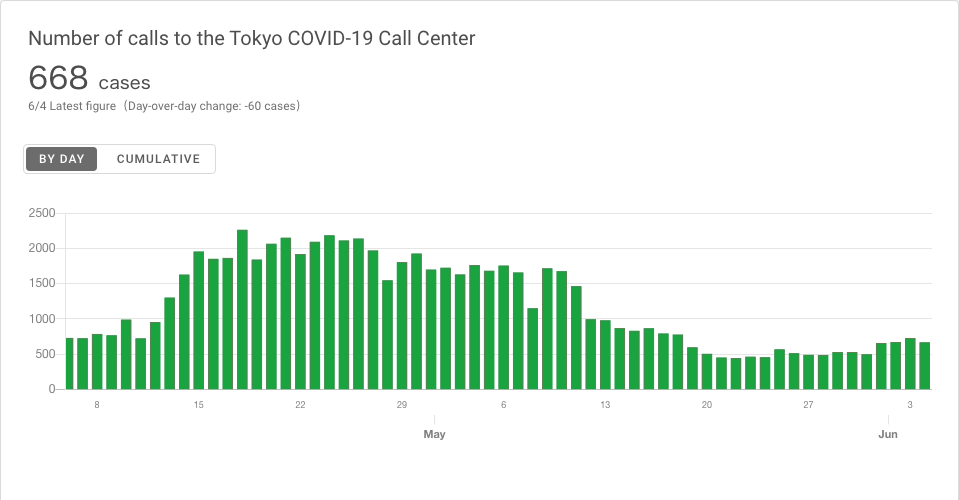 Number of calls to the Tokyo COVID-19 Call Center
668 cases
6/4 Latest figure（Day-over-day change: -60 cases）
BY DAY CUMULATIVE
2500
2000
1500
1000
500
0
8 15 22 29 6 13 20 27 3
May Jun